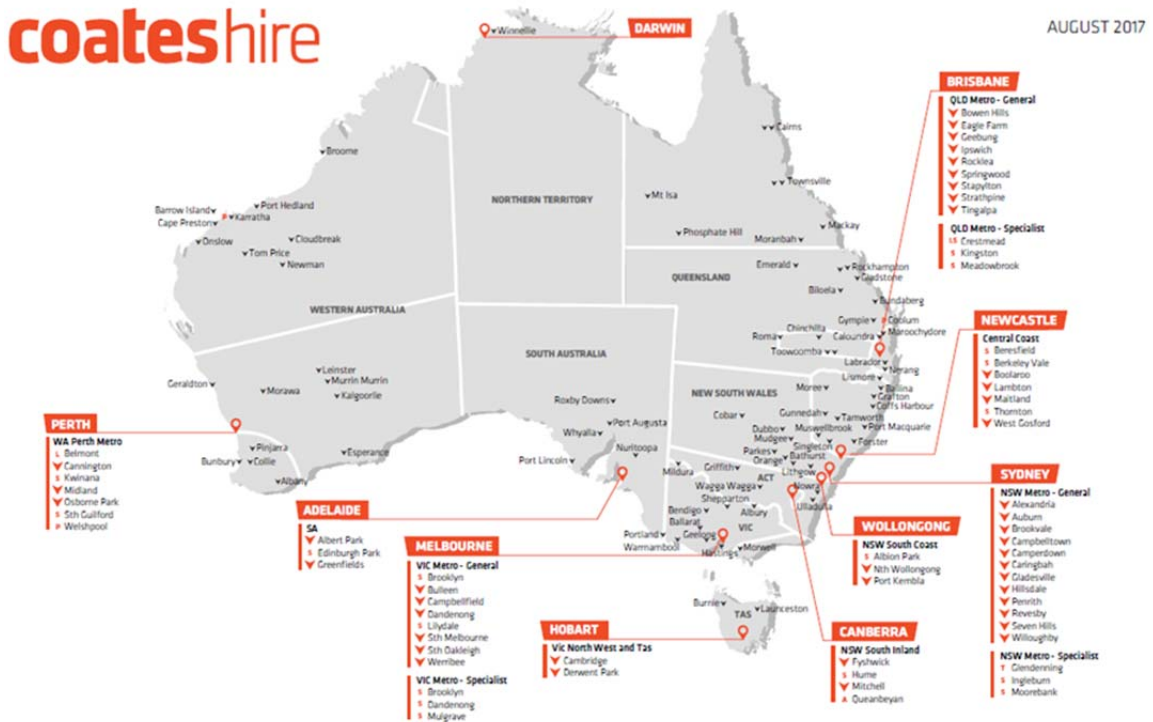 coateshire
AUGUST 2017
DARWIN
Winnellie
BRISBANE
QLD Metro - General
Bowen Hills
Eagle Farm
Geebung
Ipswich
Rocklea
Springwood
Stapylton
Strathpine
Tingalpa
QLD Metro - Specialist
LS Crestmead
S Kingston
S Meadowbrook
Cairns
Broome
Townsville
Mt Isa
NORTHERN TERRITORY
Barrow Island
Port Hedland
P Karratha
Cape Preston
Mackay
Phosphate Hill
Moranbah
Onslow
Cloudbreak
Tom Price
Newman
Emerald
Rockhampton
Gladstone
QUEENSLAND
Biloela
Bundaberg
WESTERN AUSTRALIA
Gympie
P Coolum
Chinchilla
Maroochydore
Roma
Caloundra
Toowoomba
SOUTH AUSTRALIA
Labrador
Nerang
Leinster
Lismore
Murrin Murrin
Geraldton
Morawa
Kalgoorlie
NEW SOUTH WALES
Moree
Ballina
Grafton
Coffs Harbour
Roxby Downs
Cobar
Gunnedah
Tamworth
Port Augusta
Dubbo
Muswellbrook
Port Macquarie
Whyalla
Mudgee
Singleton
Forster
Nuriootpa
Parkes
Bathurst
Orange
Pinjarra
Esperance
Port Lincoln
Bunbury
Collie
Mildura
Griffith
Lithgow
ACT
Albany
Wagga Wagga
Nowra
Shepparton
Ulladulla
Bendigo
Albury
Ballarat
VIC
Portland
Geelong
Warrnambool
Hastings
Morwell
Burnie
TAS
Launceston
NEWCASTLE
Central Coast
S Beresfield
S Berkeley Vale
Boolaroo
Lambton
Maitland
S Thornton
West Gosford
PERTH
WA Perth Metro
L Belmont
Cannington
S Kwinana
Midland
Osborne Park
S Sth Guilford
P Welshpool
ADELAIDE
SA
Albert Park
S Edinburgh Park
Greenfields
MELBOURNE
VIC Metro - General
S Brooklyn
Bulleen
Campbellfield
Dandenong
S Lilydale
Sth Melbourne
Sth Oakleigh
Werribee
VIC Metro - Specialist
S Brooklyn
S Dandenong
S Mulgrave
HOBART
Vic North West and Tas
Cambridge
Derwent Park
WOLLONGONG
NSW South Coast
S Albion Park
Nth Wollongong
Port Kembla
CANBERRA
NSW South Inland
Fyshwick
S Hume
Mitchell
A Queanbeyan
SYDNEY
NSW Metro - General
Alexandria
Auburn
Brookvale
Campbelltown
Camperdown
Caringbah
Gladesville
Hillsdale
Penrith
Revesby
Seven Hills
Willoughby
NSW Metro - Specialist
T Glendenning
S Ingleburn
S Moorebank